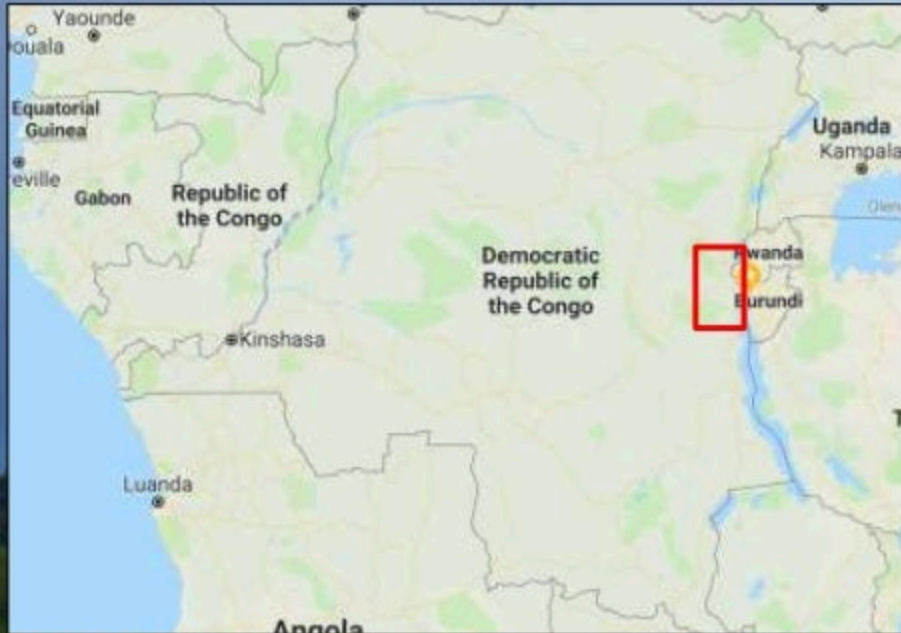 Yaounde
ouala
Equatorial
Guinea
eville
Gabon
Republic of
the Congo
Uganda
Kampala
Democratic
Republic of
the Congo
Rwanda
Burundi
Kinshasa
Luanda
Angola
T